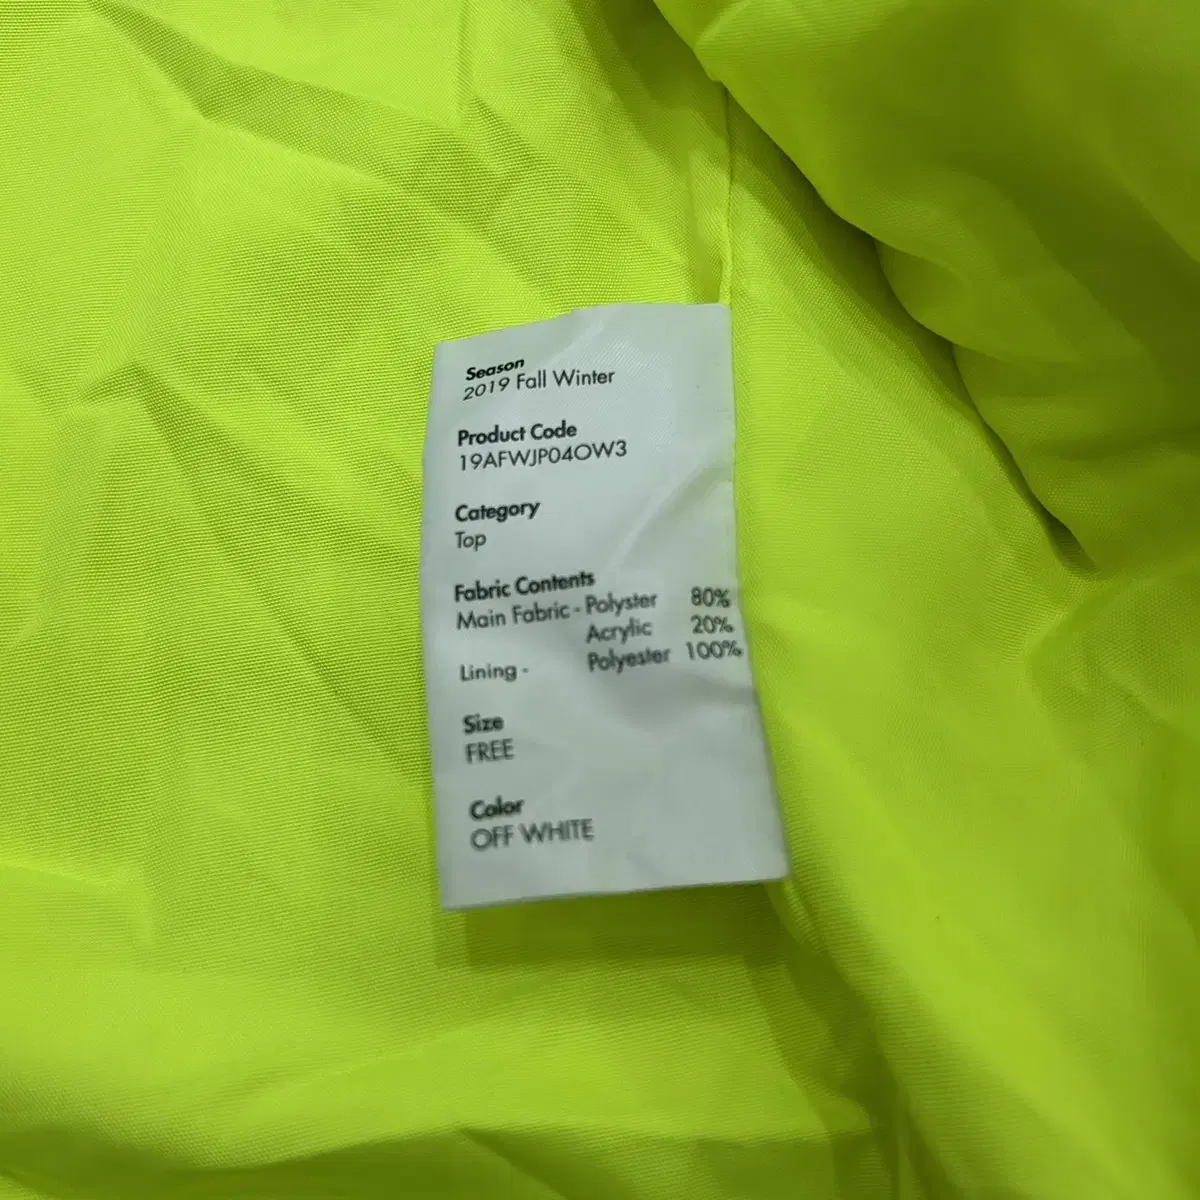 Season
2019 Fall Winter
Product Code
19AFWJP04OW3
Category
Top
Fabric Contents
Main Fabric - Polyster 80%
Acrylic 20%
Lining - Polyester 100%
Size
FREE
Color
OFF WHITE